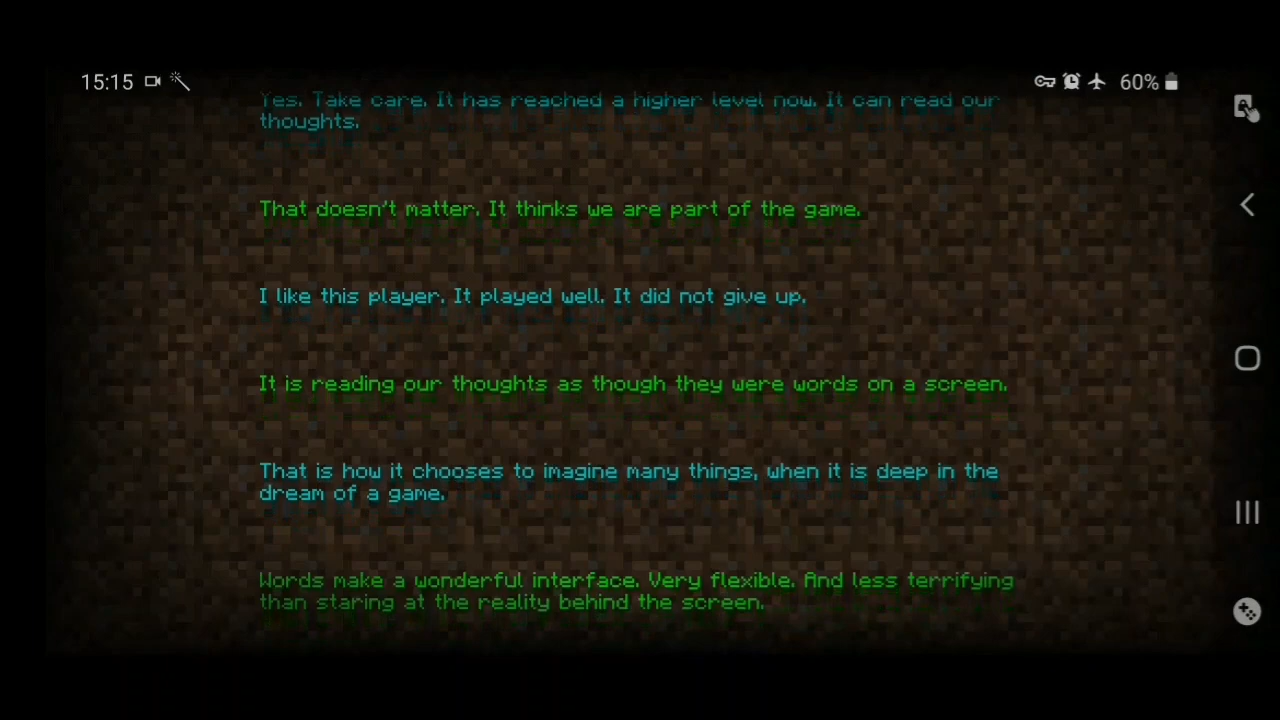 15:15
60%
Yes. Take care. It has reached a higher level now. It can read our
thoughts.
That doesn't matter. It thinks we are part of the game.
I like this player. It played well. It did not give up.
It is reading our thoughts as though they were words on a screen.
That is how it chooses to imagine many things, when it is deep in the
dream of a game.
Words make a wonderful interface. Very flexible. And less terrifying
than staring at the reality behind the screen.